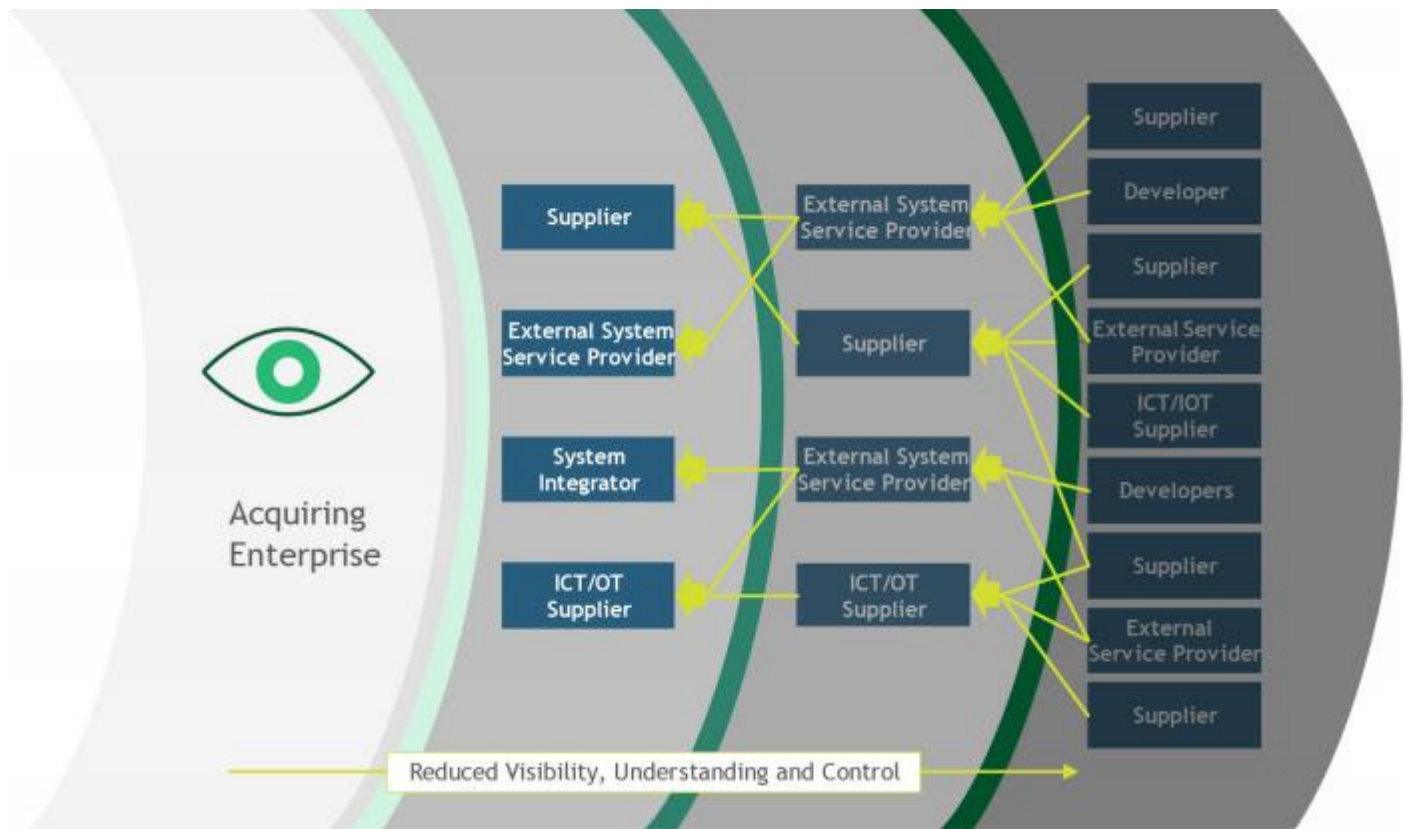 Acquiring
Enterprise
Supplier
External System
Service Provider
System
Integrator
ICT/OT
Supplier
External System
Service Provider
Supplier
External System
Service Provider
ICT/OT
Supplier
Supplier
Developer
Supplier
External Service
Provider
ICT/IOT
Supplier
Developers
Supplier
External
Service Provider
Supplier
Reduced Visibility, Understanding and Control